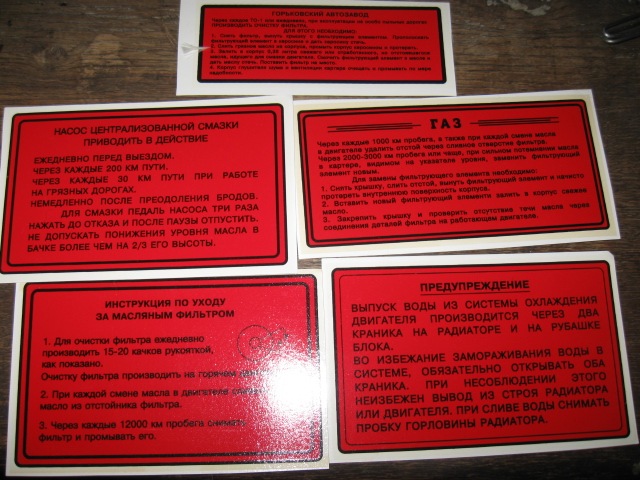 ГОРЬКОВСКИЙ АВТОЗАВОД
ПРОИЗВОДИТЬ ОЧИСТКУ ФИЛЬТРА.
ДЛЯ ЭТОГО НЕОБХОДИМО:
НАСОС ЦЕНТРАЛИЗОВАННОЙ СМАЗКИ
ПРИВОДИТЬ В ДЕЙСТВИЕ
ЕЖЕДНЕВНО ПЕРЕД ВЫЕЗДОМ.
ЧЕРЕЗ КАЖДЫЕ 200 КМ ПУТИ.
ЧЕРЕЗ КАЖДЫЕ 30 КМ ПУТИ ПРИ РАБОТЕ
НА ГРЯЗНЫХ ДОРОГАХ.
НЕМЕДЛЕННО ПОСЛЕ ПРЕОДОЛЕНИЯ БРОДОВ.
ДЛЯ СМАЗКИ ПЕДАЛЬ НАСОСА ТРИ РАЗА
НАЖАТЬ ДО ОТКАЗА И ПОСЛЕ ПАУЗЫ ОТПУСТИТЬ.
НЕ ДОПУСКАТЬ ПОНИЖЕНИЯ УРОВНЯ МАСЛА В
БАЧКЕ БОЛЕЕ ЧЕМ НА 2/3 ЕГО ВЫСОТЫ.
ГАЗ
Через каждые 1000 км пробега, а также при каждой смене масла
в двигателе удалить отстой через сливное отверстие фильтра.
Через 2000-3000 км пробега или чаще, при сильном потемнении масла
в картере, видимом на указателе уровня, заменить фильтрующий
элемент новым.
Для замены фильтрующего элемента необходимо:
1. Снять крышку, слить отстой, вынуть фильтрующий элемент и начисто
протереть внутреннюю поверхность корпуса.
2. Вставить новый фильтрующий элемент залить в корпус свежее
масло.
3. Закрепить крышку и проверить отсутствие течи масла через
соединения деталей фильтра на работающем двигателе.
ИНСТРУКЦИЯ ПО УХОДУ
ЗА МАСЛЯНЫМ ФИЛЬТРОМ
1. Для очистки фильтра ежедневно
производить 15-20 качков рукояткой,
как показано.
Очистку фильтра производить на горячем
2. При каждой смене масла в двигателе
масло из отстойника фильтра.
3. Через каждые 12000 км пробега
фильтр и промывать его.
ПРЕДУПРЕЖДЕНИЕ
ВЫПУСК ВОДЫ ИЗ СИСТЕМЫ ОХЛАЖДЕНИЯ
ДВИГАТЕЛЯ ПРОИЗВОДИТСЯ ЧЕРЕЗ ДВА
КРАНИКА НА РАДИАТОРЕ И НА РУБАШКЕ
БЛОКА.
ВО ИЗБЕЖАНИЕ ЗАМОРАЖИВАНИЯ ВОДЫ В
СИСТЕМЕ, ОБЯЗАТЕЛЬНО ОТКРЫВАТЬ ОБА
КРАНИКА. ПРИ НЕСОБЛЮДЕНИИ ЭТОГО
НЕИЗБЕЖЕН ВЫВОД ИЗ СТРОЯ РАДИАТОРА
ИЛИ ДВИГАТЕЛЯ. ПРИ СЛИВЕ ВОДЫ СНИМАТЬ
ПРОБКУ ГОРЛОВИНЫ РАДИАТОРА.